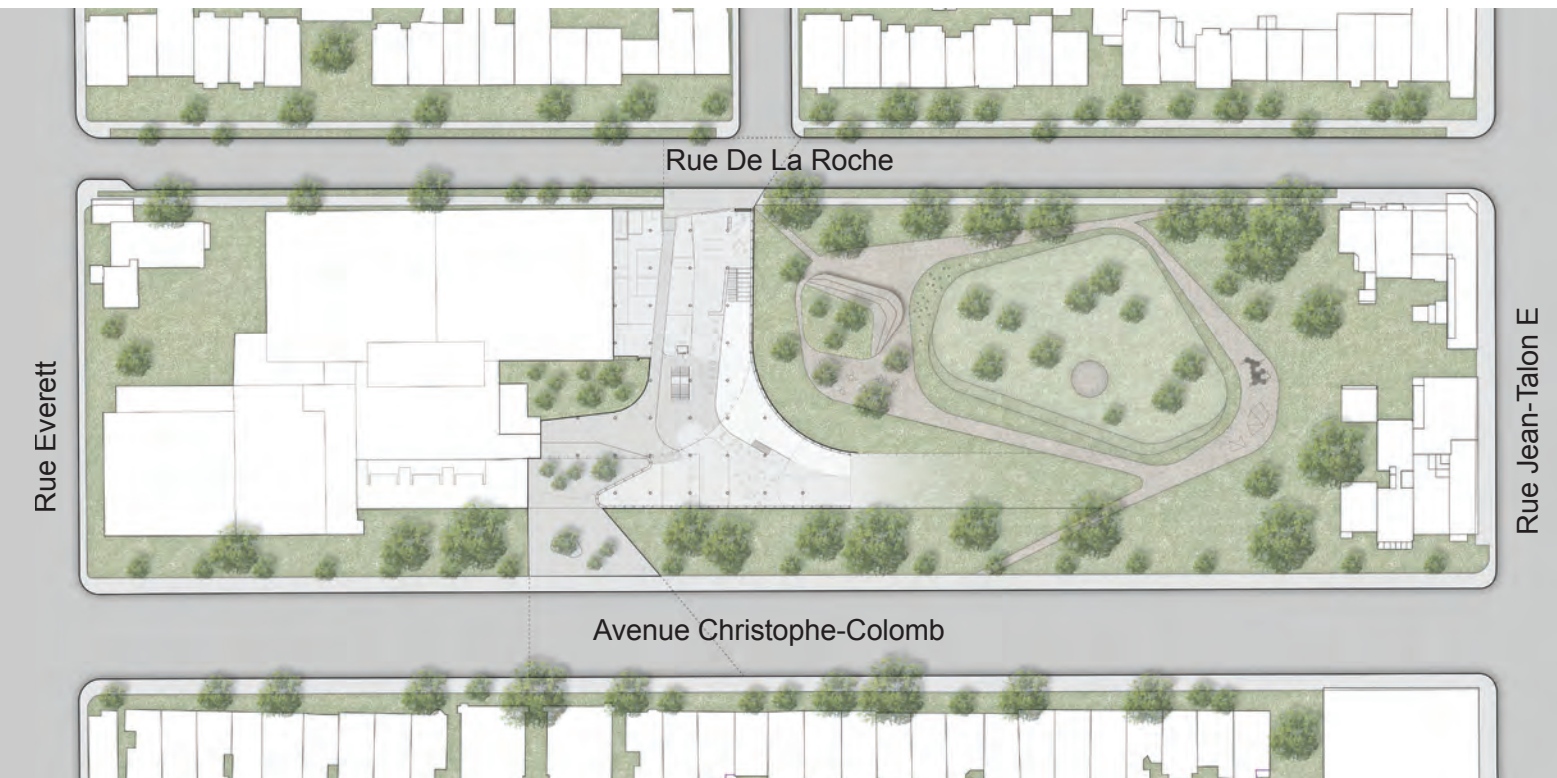 Rue De La Roche
Rue Everett
Rue Jean-Talon E
Avenue Christophe-Colomb